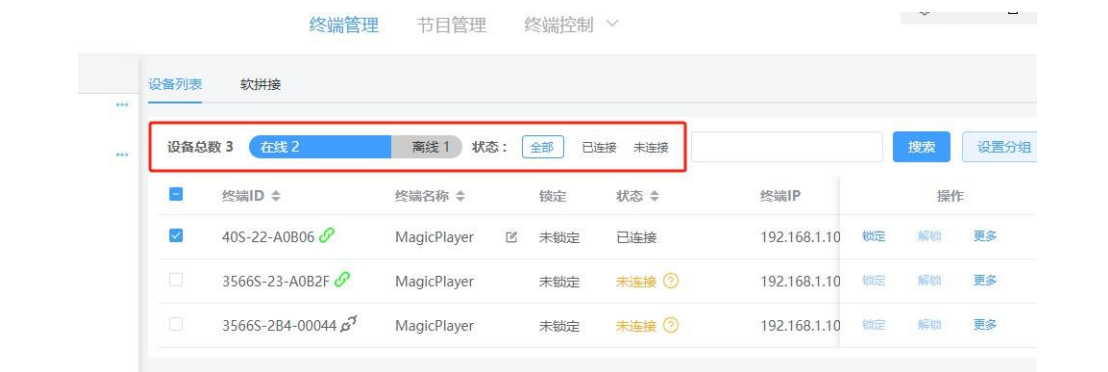 终端管理 节目管理 终端控制
设备列表 软拼接
设备总数 3 在线 2 离线 1 状态： 全部 已连接 未连接 搜索 设置分组
终端ID 终端名称 锁定 状态 终端IP 操作
40S-22-A0B06 MagicPlayer 未锁定 已连接 192.168.1.10 锁定 解锁 更多
3566S-23-A0B2F MagicPlayer 未锁定 未连接 192.168.1.10 锁定 解锁 更多
3566S-2B4-00044 MagicPlayer 未锁定 未连接 192.168.1.10 锁定 解锁 更多